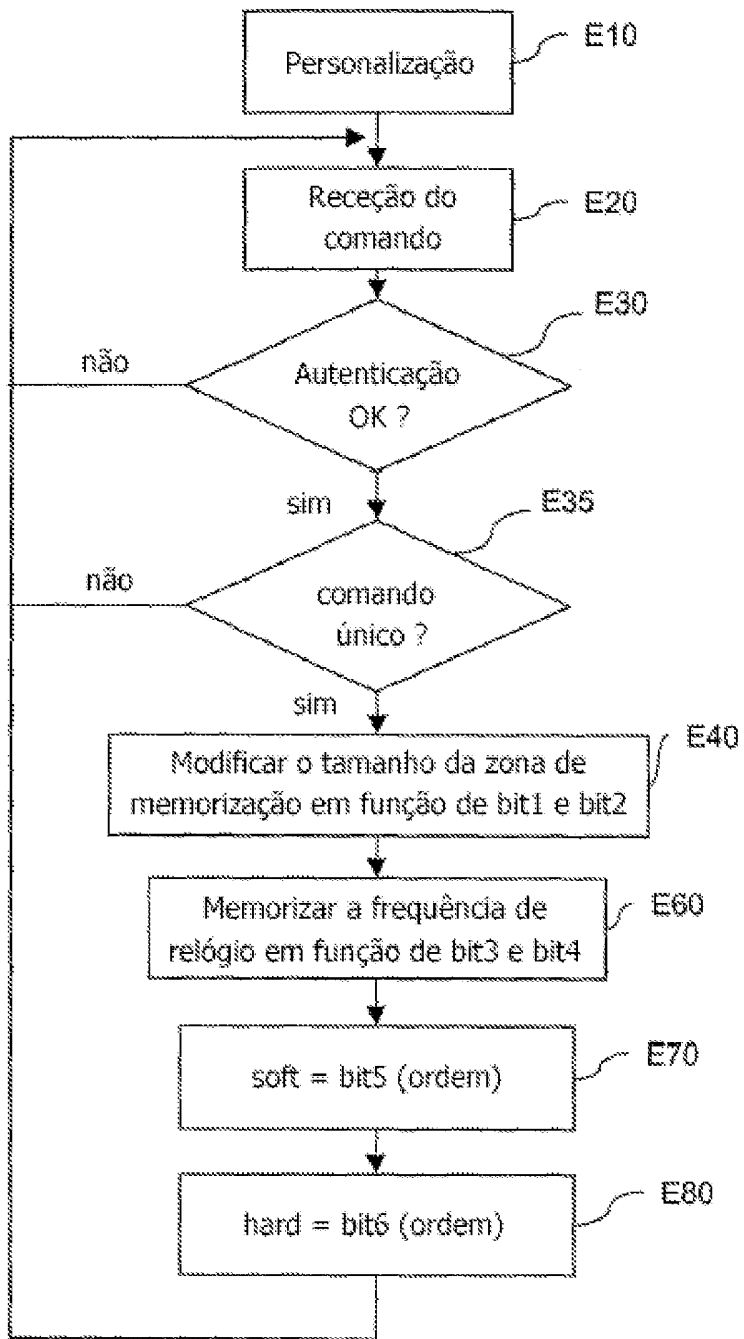 E10
Personalização
E20
Receção do
comando
E30
não
Autenticação
OK ?
sim
E35
não
comando
único ?
sim
E40
Modificar o tamanho da zona de
memorização em função de bit1 e bit2
E60
Memorizar a frequência de
relógio em função de bit3 e bit4
E70
soft = bit5 (ordem)
E80
hard = bit6 (ordem)